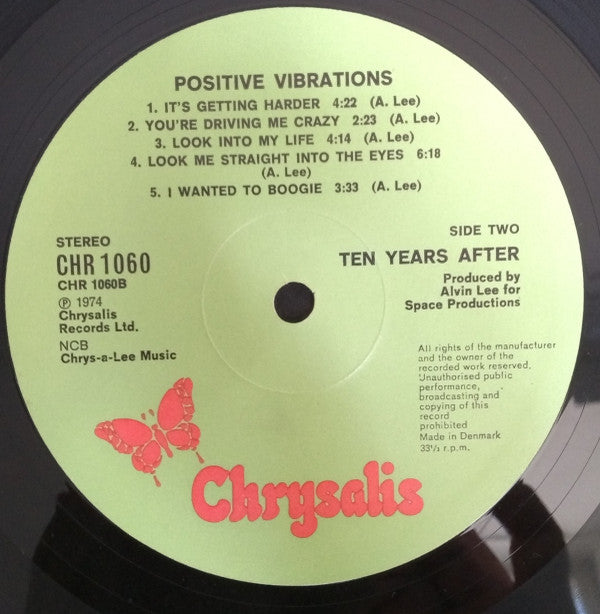 POSITIVE VIBRATIONS
1. IT'S GETTING HARDER 4:22 (A. Lee)
2. YOU'RE DRIVING ME CRAZY 2:23 (A. Lee)
3. LOOK INTO MY LIFE 4:14 (A. Lee)
4. LOOK ME STRAIGHT INTO THE EYES 6:18
(A. Lee)
5. I WANTED TO BOOGIE 3:33 (A. Lee)
STEREO
CHR 1060
CHR 1060B
℗ 1974
Chrysalis
Records Ltd.
NCB
Chrys-a-Lee Music
SIDE TWO
TEN YEARS AFTER
Produced by
Alvin Lee for
Space Productions
All rights of the manufacturer
and the owner of the
recorded work reserved.
Unauthorised public
performance,
broadcasting and
copying of this
record
prohibited
Made in Denmark
33⅓ r.p.m.
Chrysalis